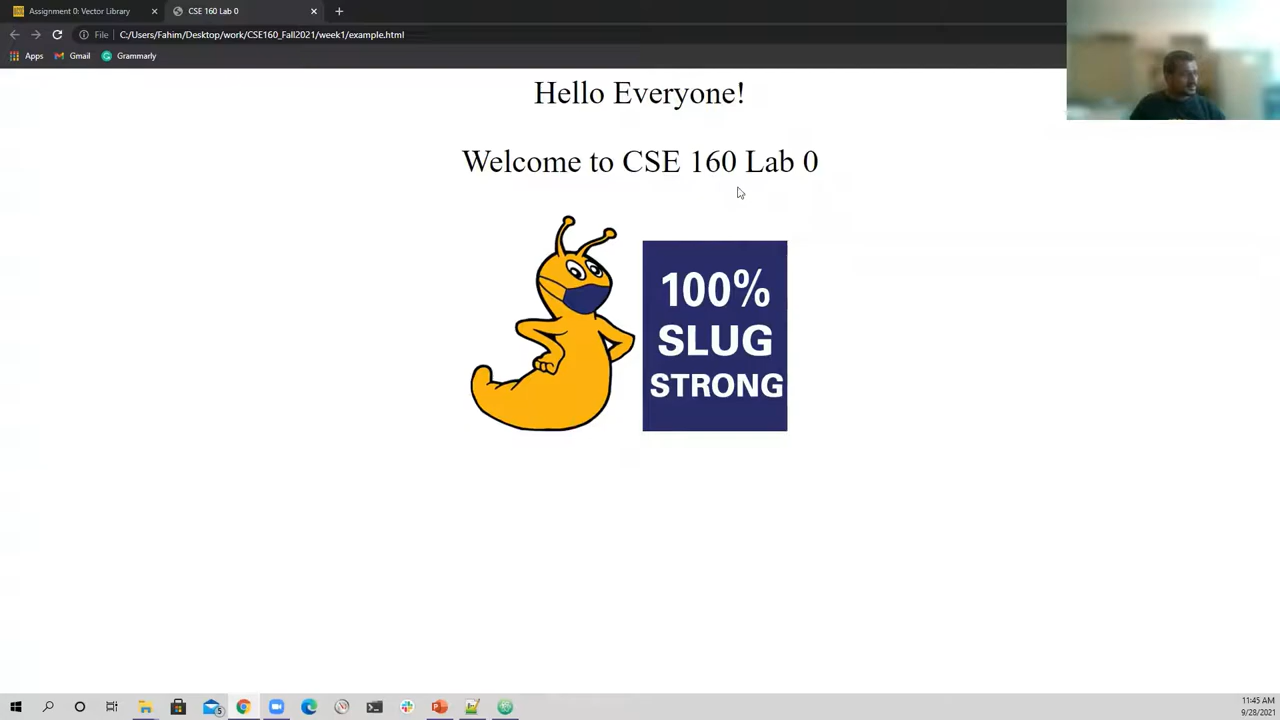 Assignment 0: Vector Library
CSE 160 Lab 0
File
C:/Users/Fahim/Desktop/work/CSE160_Fall2021/week1/example.html
Apps
Gmail
Grammarly
Hello Everyone!
Welcome to CSE 160 Lab 0
100%
SLUG
STRONG
5
11:45 AM
9/28/2021